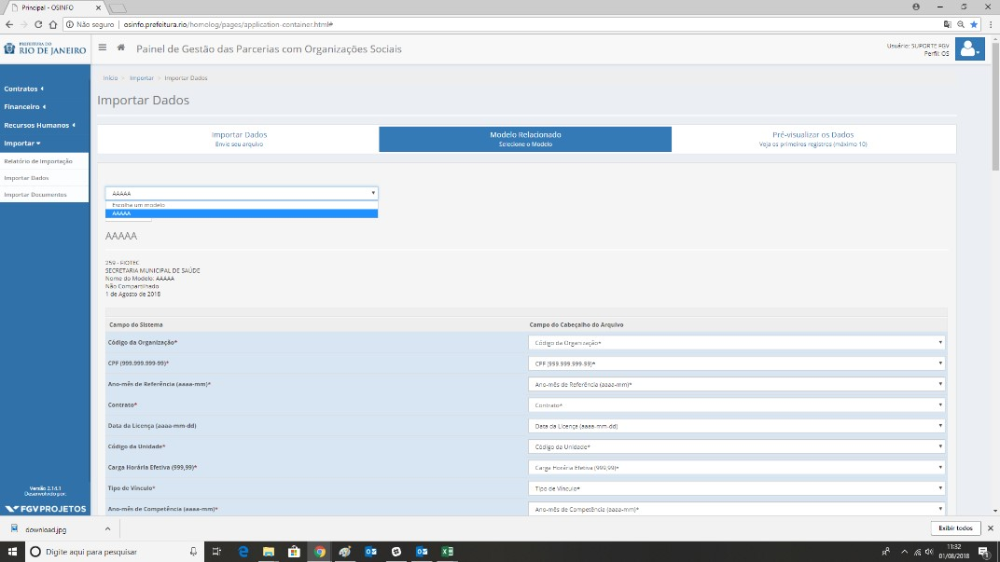 Principal - OSINFO
Não seguro | osinfo.prefeitura.rio/homolog/pages/application-container.html#
PREFEITURA DO
RIO DE JANEIRO
Painel de Gestão das Parcerias com Organizações Sociais
Usuário: SUPORTE FGV
Perfil: OS
Contratos
Financeiro
Recursos Humanos
Importar
Relatório de Importação
Importar Dados
Importar Documentos
Versão 2.14.1
Desenvolvido por:
FGV PROJETOS
Início > Importar > Importar Dados
Importar Dados
Importar Dados
Envie seu arquivo
Modelo Relacionado
Selecione o Modelo
Pré-visualizar os Dados
Veja os primeiros registros (máximo 10)
AAAAA
Escolha um modelo
AAAAA
AAAAA
259 - FIOTEC
SECRETARIA MUNICIPAL DE SAÚDE
Nome do Modelo: AAAAA
Não Compartilhado
1 de Agosto de 2018
Campo do Sistema Campo do Cabeçalho do Arquivo
Código da Organização* Código da Organização*
CPF (999.999.999-99)* CPF (999.999.999-99)*
Ano-mês de Referência (aaaa-mm)* Ano-mês de Referência (aaaa-mm)*
Contrato* Contrato*
Data da Licença (aaaa-mm-dd) Data da Licença (aaaa-mm-dd)
Código da Unidade* Código da Unidade*
Carga Horária Efetiva (999,99)* Carga Horária Efetiva (999,99)*
Tipo de Vínculo* Tipo de Vínculo*
Ano-mês de Competência (aaaa-mm)* Ano-mês de Competência (aaaa-mm)*
download.jpg
Exibir todos
Digite aqui para pesquisar
11:32
01/08/2018